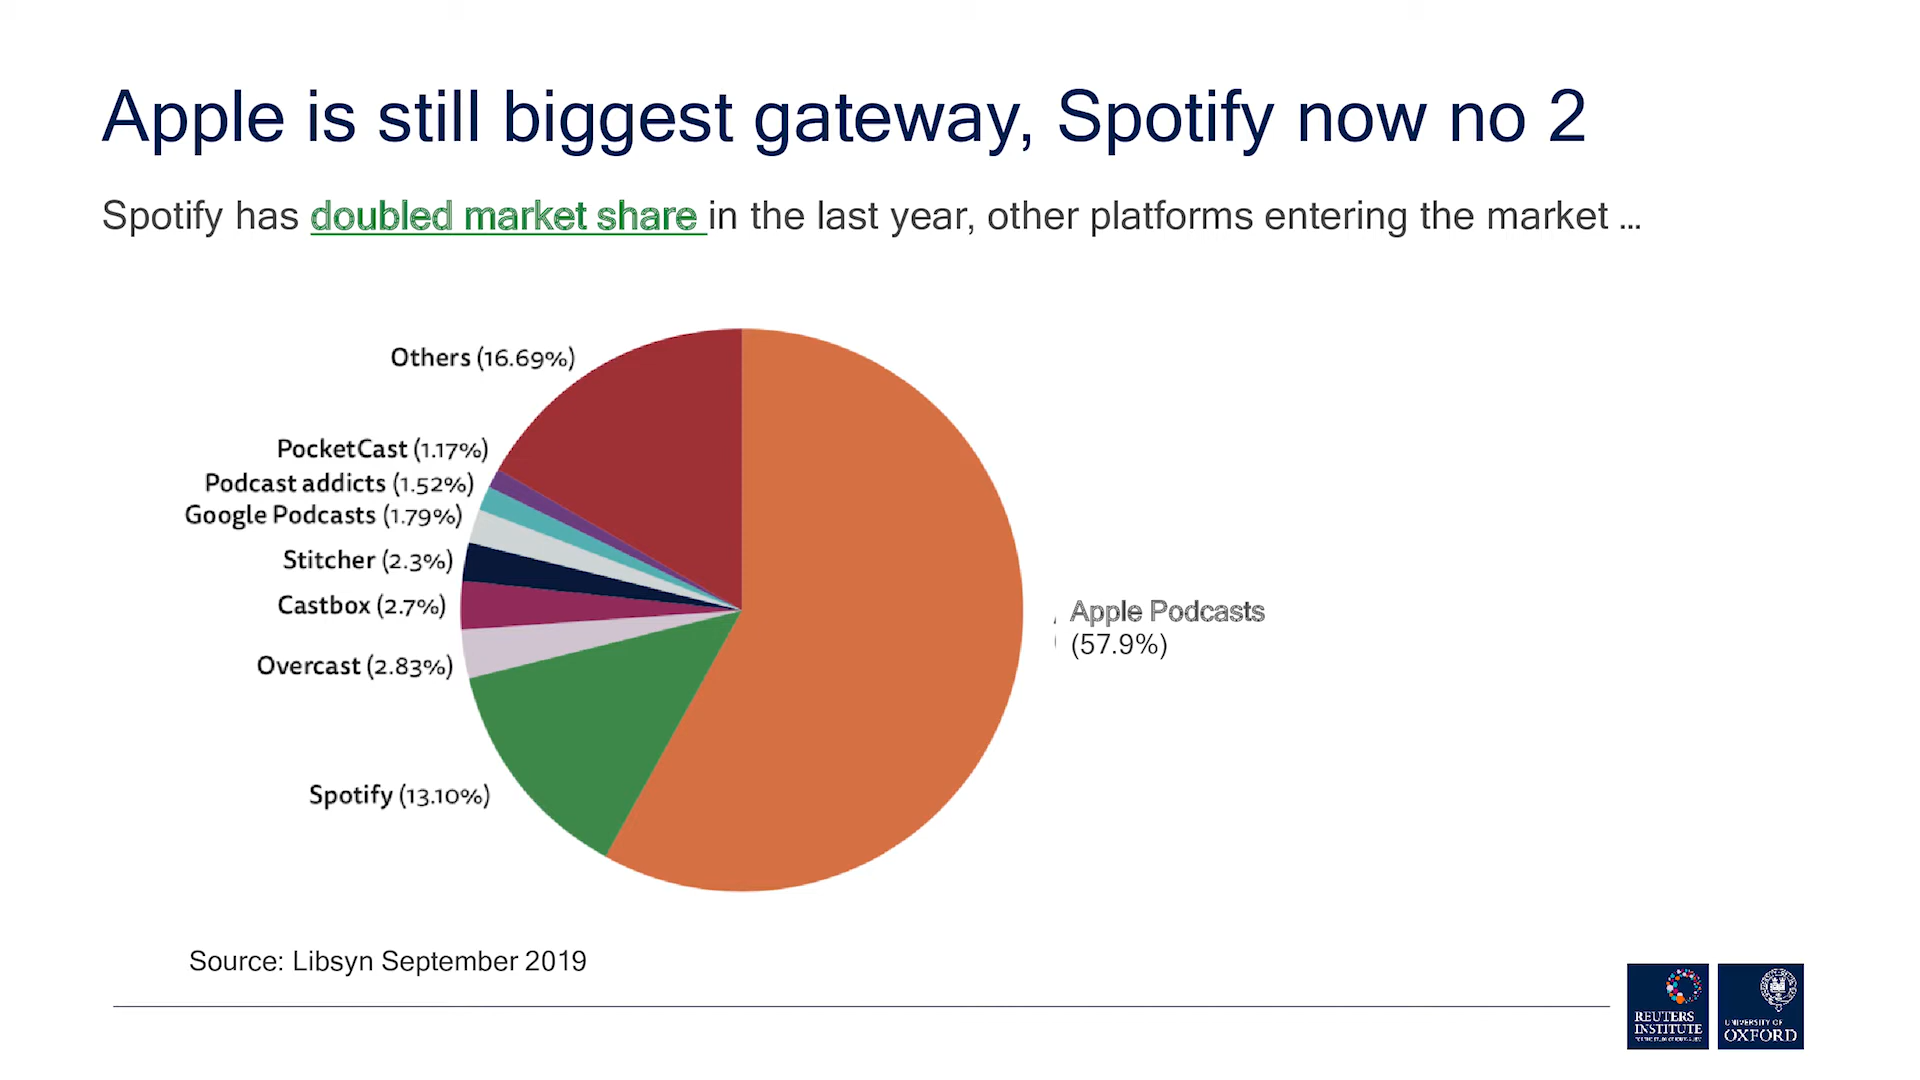 Apple is still biggest gateway, Spotify now no 2
Spotify has doubled market share in the last year, other platforms entering the market ...
Others (16.69%)
PocketCast (1.17%)
Podcast addicts (1.52%)
Google Podcasts (1.79%)
Stitcher (2.3%)
Castbox (2.7%)
Overcast (2.83%)
Spotify (13.10%)
Apple Podcasts
(57.9%)
Source: Libsyn September 2019
REUTERS
INSTITUTE
UNIVERSITY OF
OXFORD